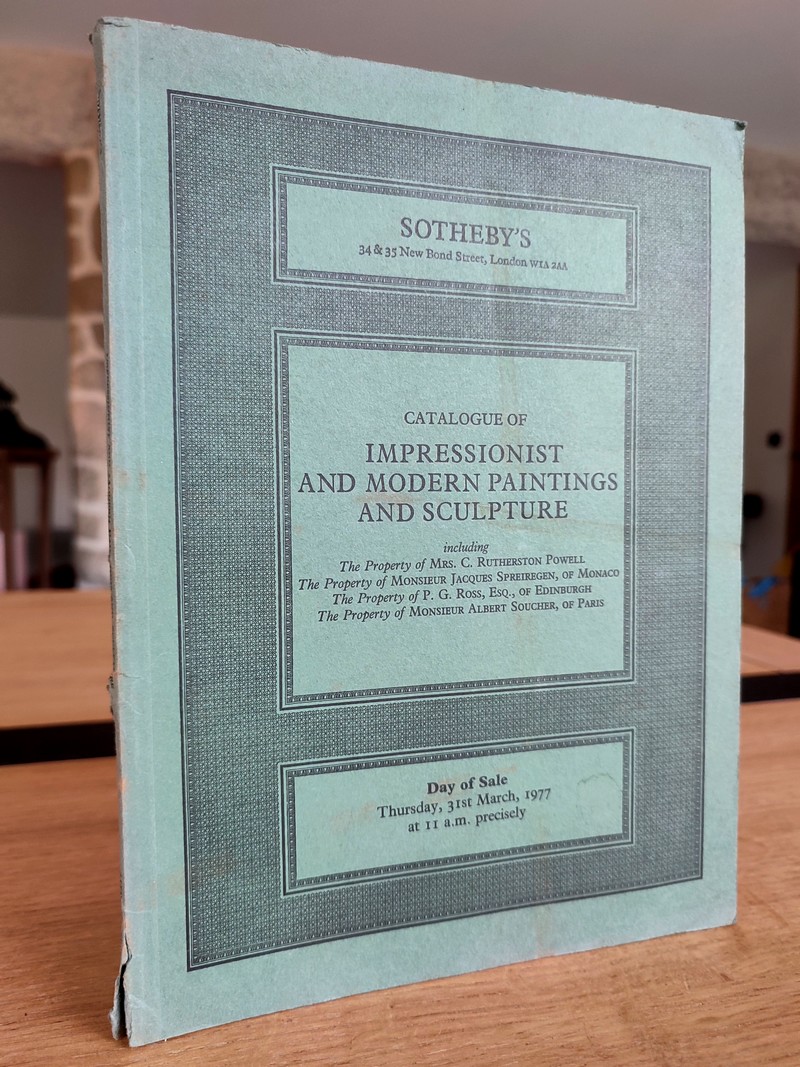 SOTHEBY'S
34 & 35 New Bond Street, London W1A 2AA
CATALOGUE OF
IMPRESSIONIST
AND MODERN PAINTINGS
AND SCULPTURE
including
The Property of MRS. C. RUTHERSTON POWELL
The Property of MONSIEUR JACQUES SPREIREGEN, OF MONACO
The Property of P. G. ROSS, ESQ., OF EDINBURGH
The Property of MONSIEUR ALBERT SOUCHER, OF PARIS
Day of Sale
Thursday, 31st March, 1977
at 11 a.m. precisely